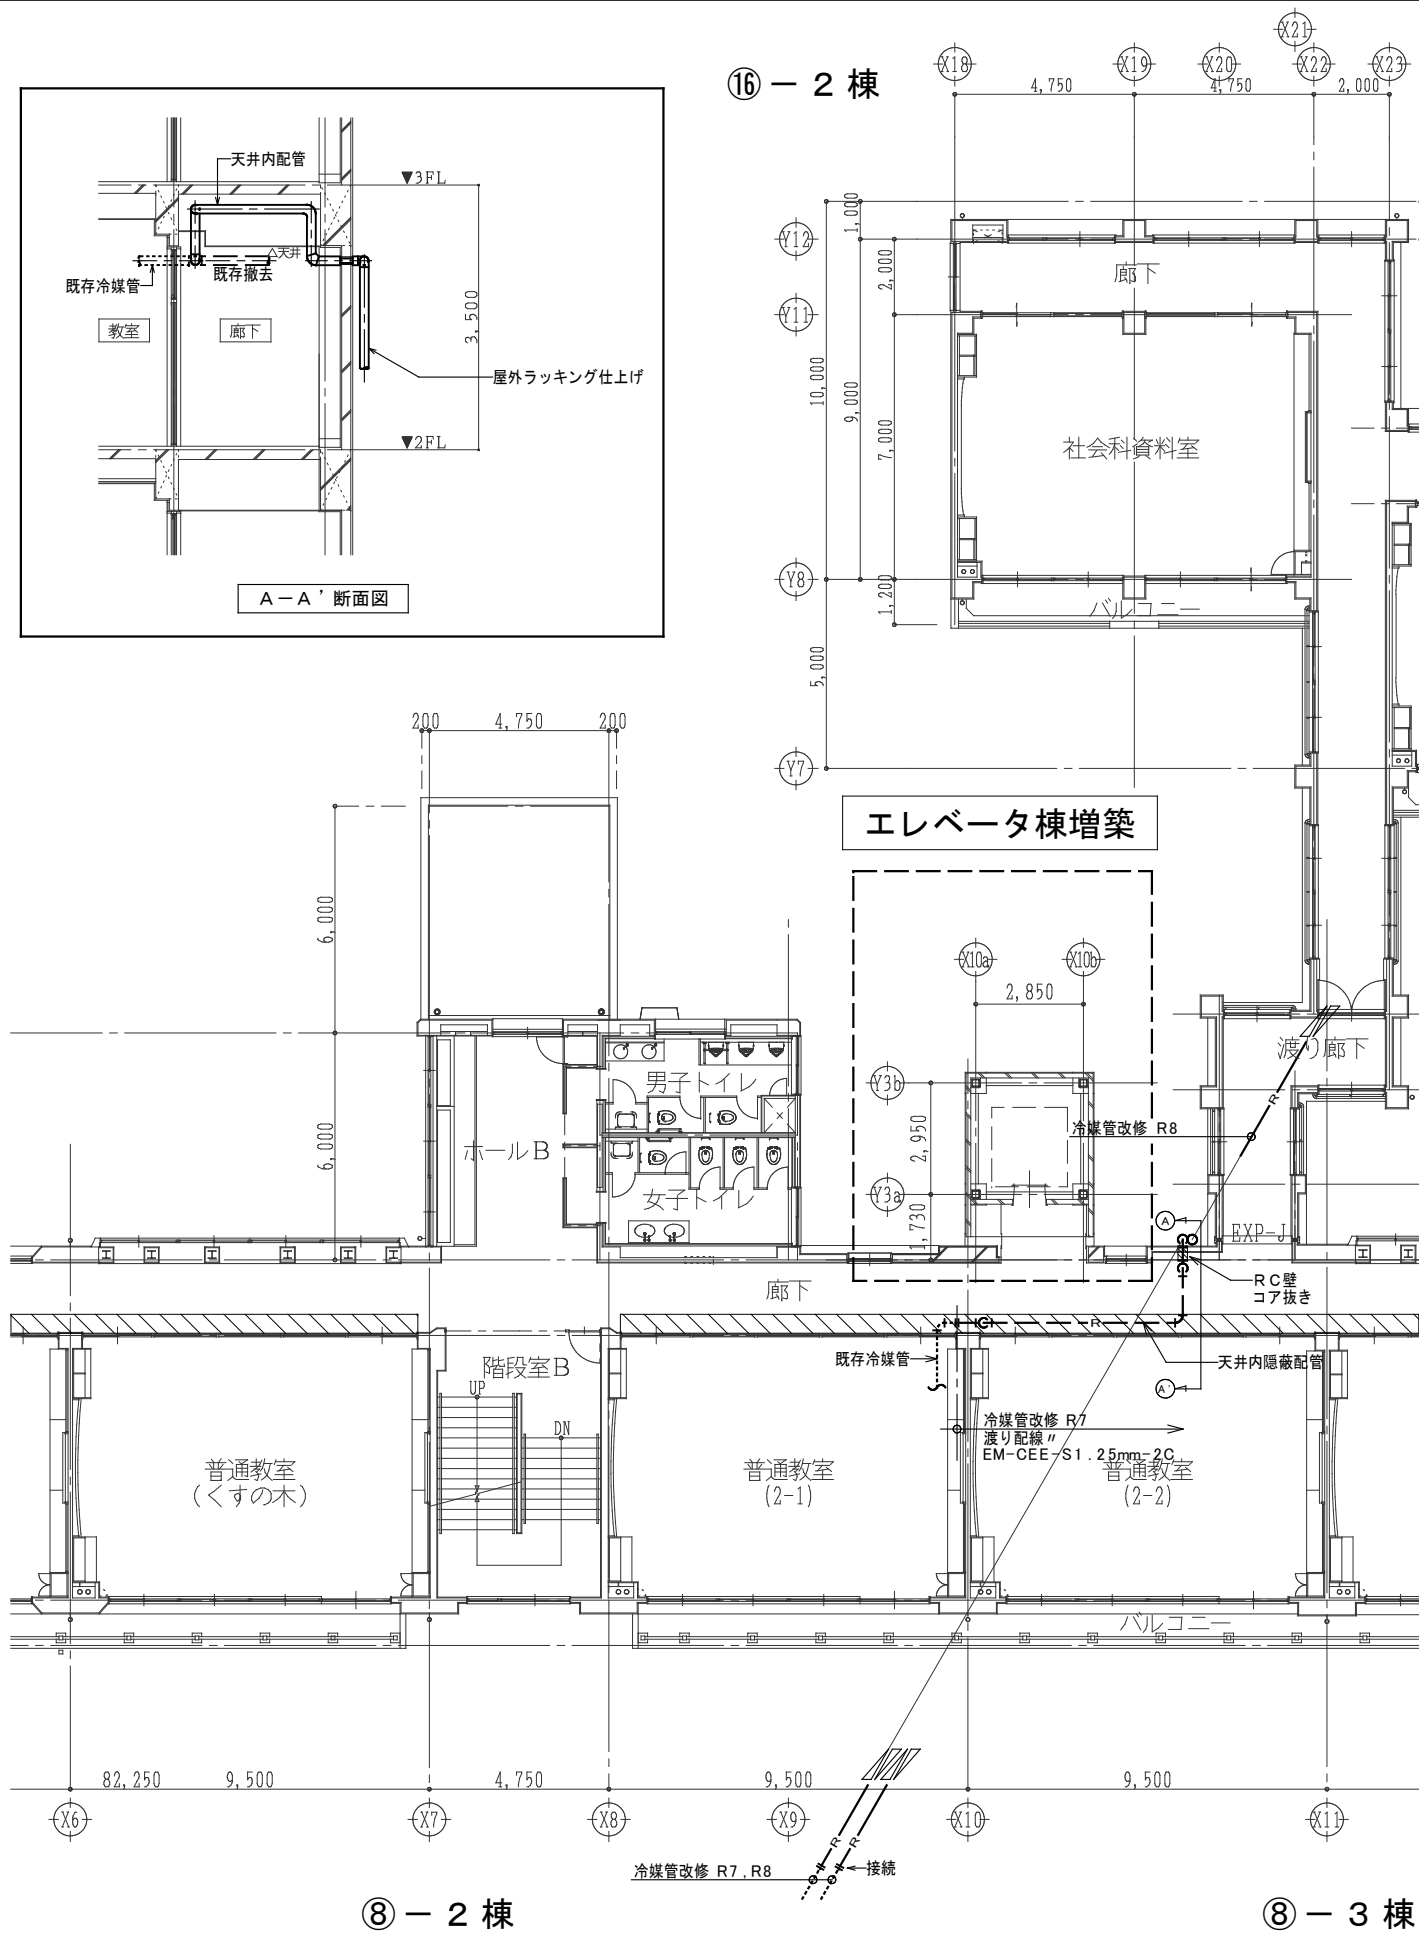 ⑯－２棟
X18
X19
X20
X21
X22
X23
4,750
4,750
2,000
天井内配管
▼3FL
△天井
既存撤去
既存冷媒管
教室
廊下
3,500
屋外ラッキング仕上げ
▼2FL
Ａ－Ａ’断面図
1,000
Y12
2,000
廊下
Y11
10,000
9,000
7,000
社会科資料室
Y8
1,200
バルコニー
5,000
Y7
200
4,750
200
エレベータ棟増築
6,000
X10a
X10b
2,850
渡り廊下
男子トイレ
Y3b
R
冷媒管改修 R8
6,000
ホールB
2,950
女子トイレ
Y3a
1,730
A
EXP-J
ＲＣ壁
コア抜き
廊下
R
既存冷媒管
天井内隠蔽配管
階段室B
A'
UP
DN
冷媒管改修 R7
渡り配線〃
EM-CEE-S1.25mm-2C
普通教室
(くすの木)
普通教室
(2-1)
普通教室
(2-2)
バルコニー
82,250
9,500
4,750
9,500
9,500
X6
X7
X8
X9
X10
X11
R
R
接続
冷媒管改修 R7,R8
⑧－２棟
⑧－３棟